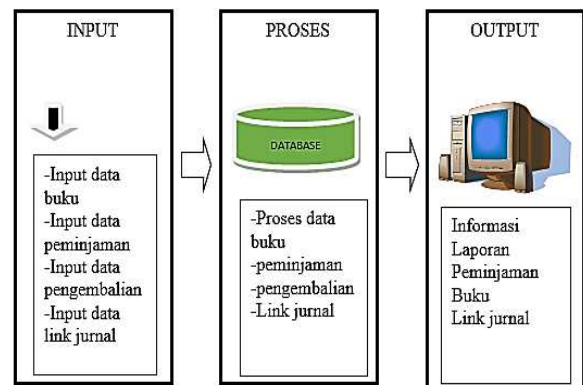 INPUT
-Input data
buku
-Input data
peminjaman
-Input data
pengembalian
-Input data
link jurnal
PROSES
DATABASE
-Proses data
buku
-peminjaman
-pengembalian
-Link jurnal
OUTPUT
Informasi
Laporan
Peminjaman
Buku
Link jurnal